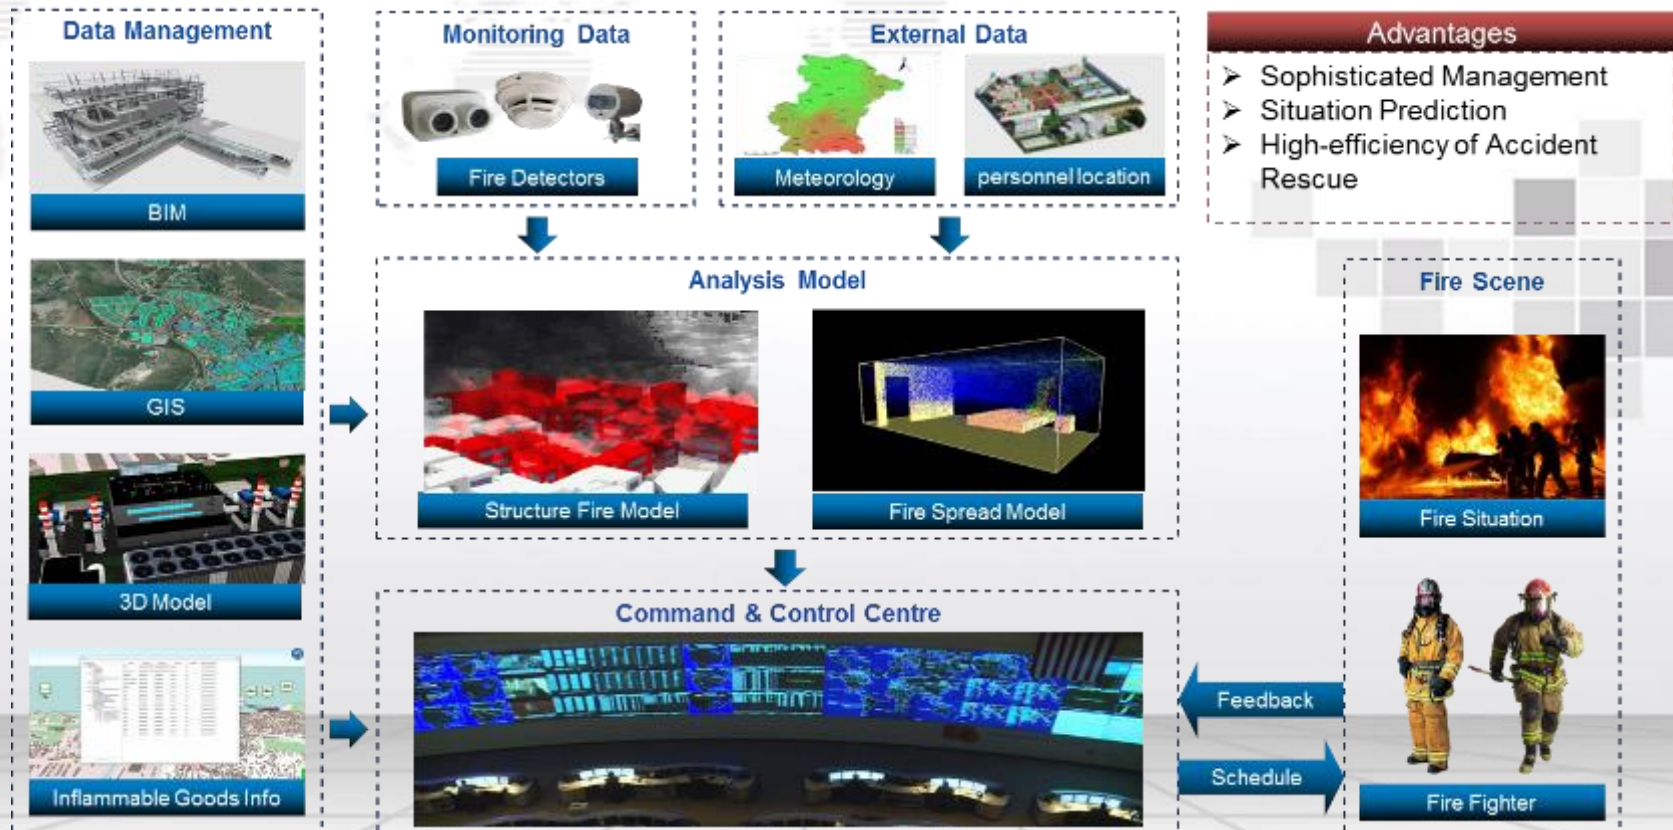 Data Management
BIM
GIS
3D Model
Inflammable Goods Info
Monitoring Data
Fire Detectors
External Data
Meteorology
personnel location
Analysis Model
Structure Fire Model
Fire Spread Model
Command & Control Centre
Advantages
➢ Sophisticated Management
➢ Situation Prediction
➢ High-efficiency of Accident
Rescue
Fire Scene
Fire Situation
Feedback
Schedule
Fire Fighter